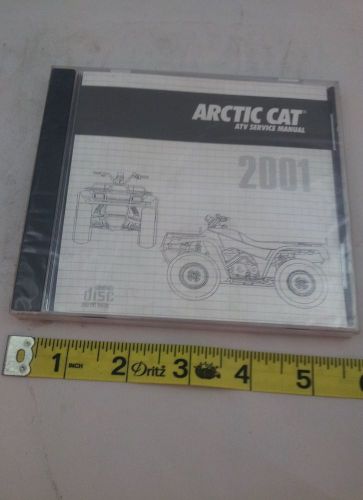 ARCTIC CAT
ATV SERVICE MANUAL
2001
disc
1 INCH 2 Dritz 3 4 5